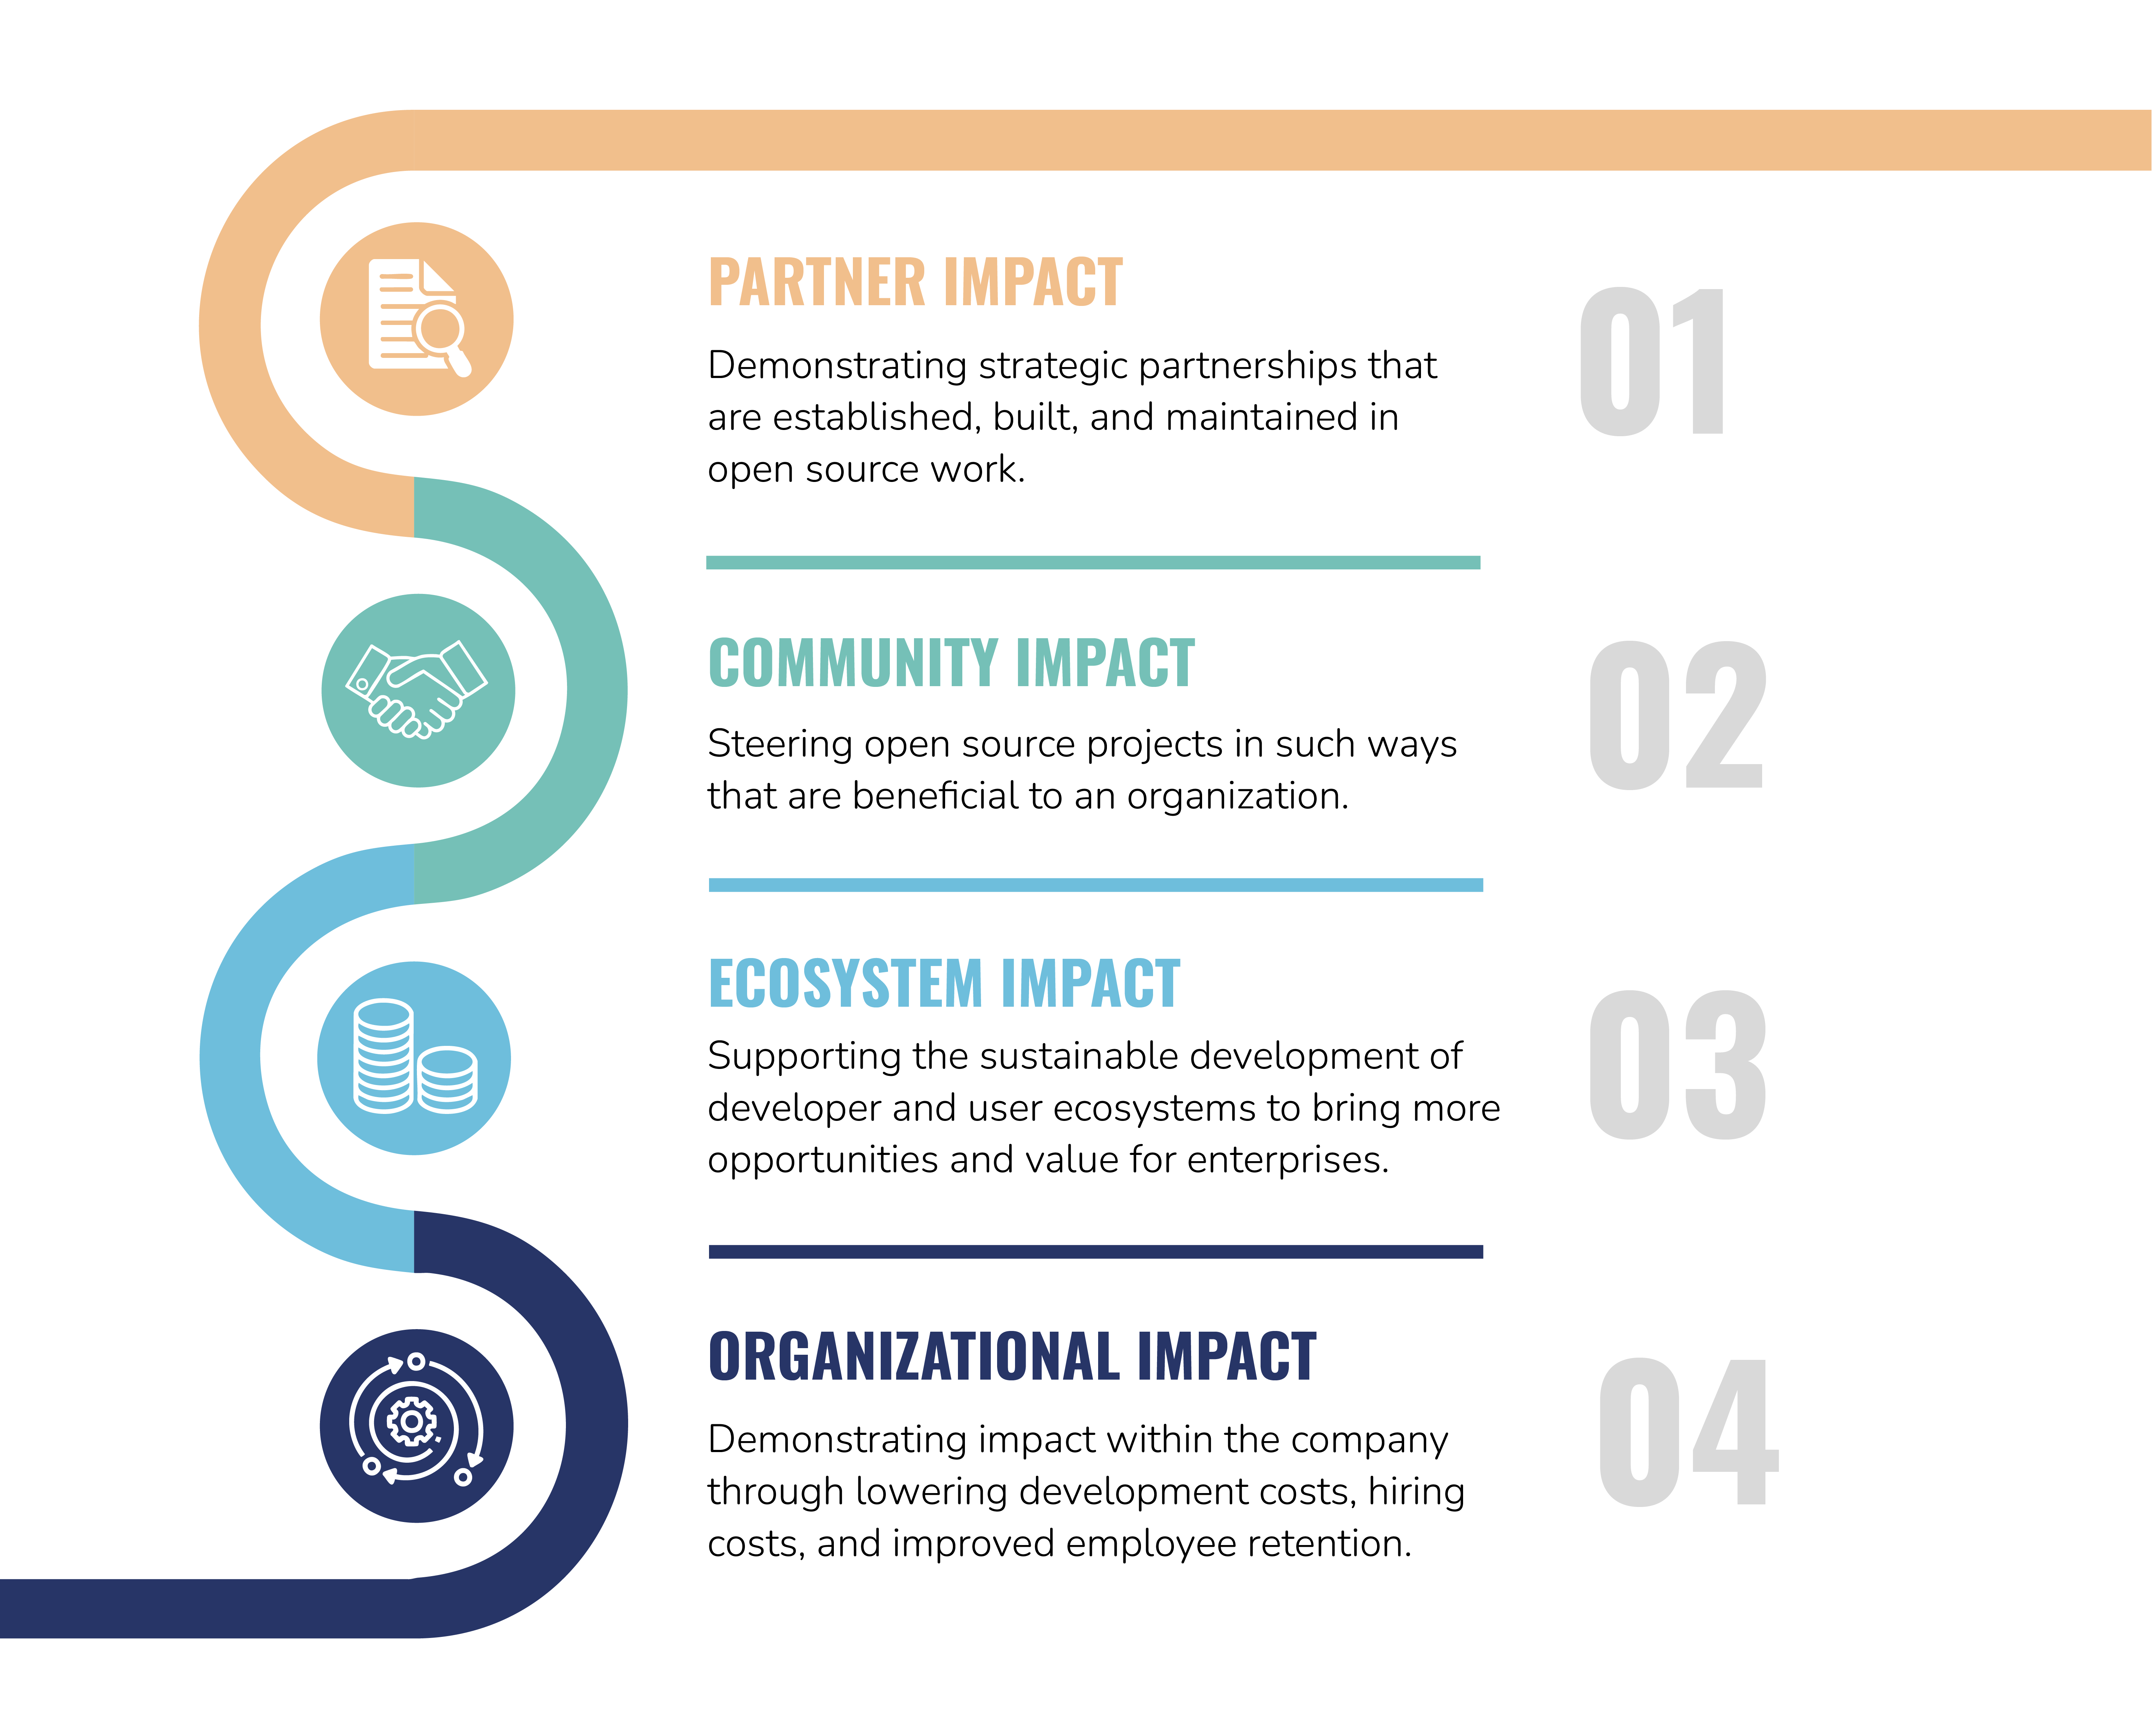 PARTNER IMPACT
01
Demonstrating strategic partnerships that
are established, built, and maintained in
open source work.
COMMUNITY IMPACT
02
Steering open source projects in such ways
that are beneficial to an organization.
ECOSYSTEM IMPACT
03
Supporting the sustainable development of
developer and user ecosystems to bring more
opportunities and value for enterprises.
ORGANIZATIONAL IMPACT
04
Demonstrating impact within the company
through lowering development costs, hiring
costs, and improved employee retention.